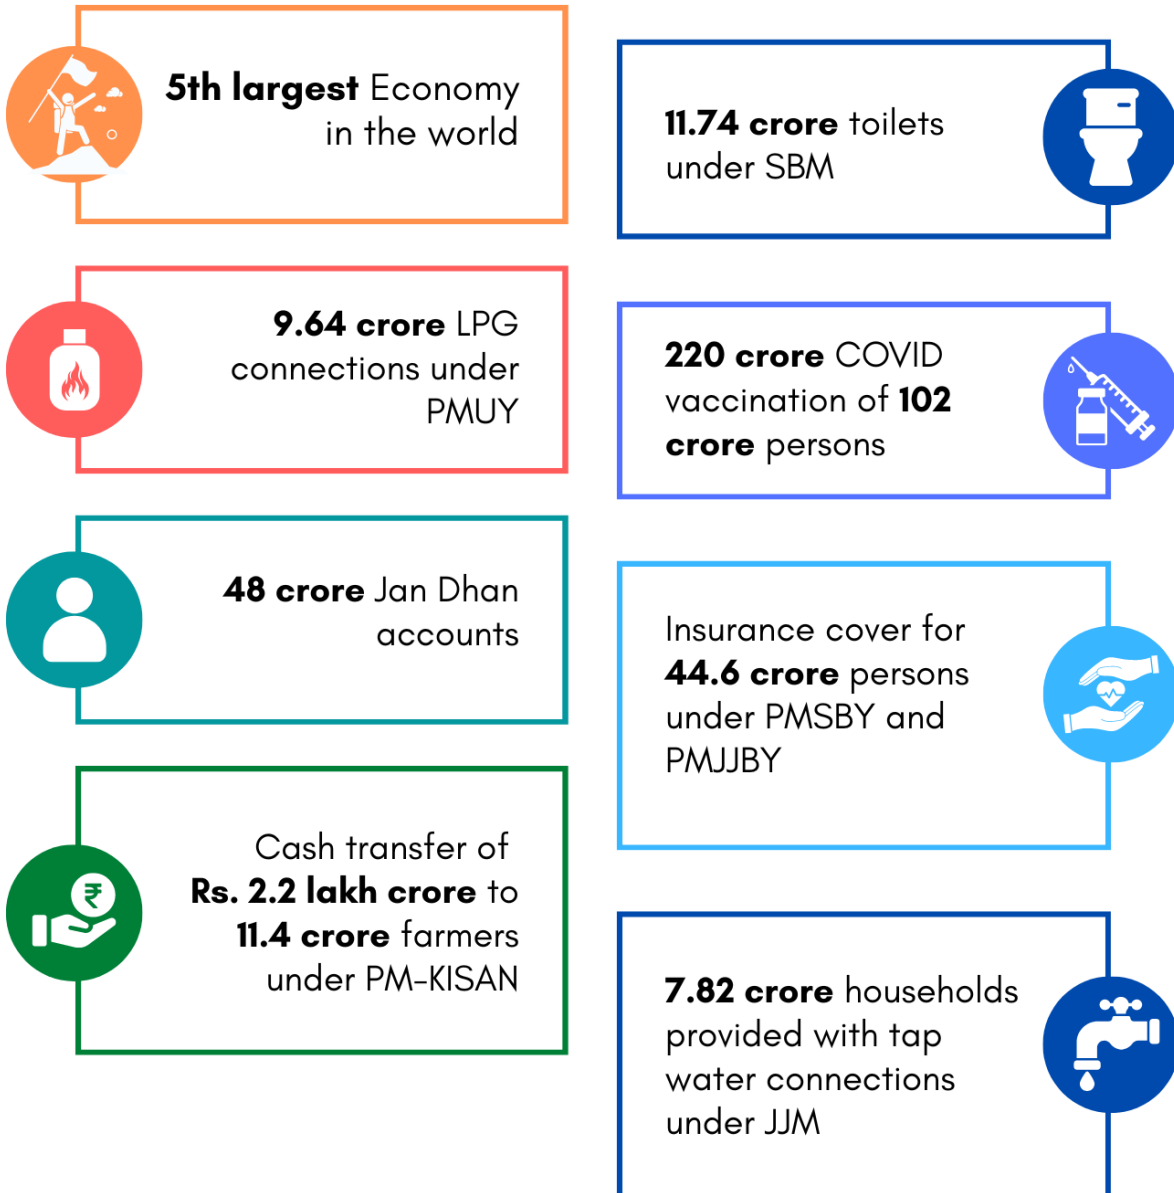 5th largest Economy
in the world
9.64 crore LPG
connections under
PMUY
48 crore Jan Dhan
accounts
Cash transfer of
Rs. 2.2 lakh crore to
11.4 crore farmers
under PM-KISAN
11.74 crore toilets
under SBM
220 crore COVID
vaccination of 102
crore persons
Insurance cover for
44.6 crore persons
under PMSBY and
PMJJBY
7.82 crore households
provided with tap
water connections
under JJM
₹